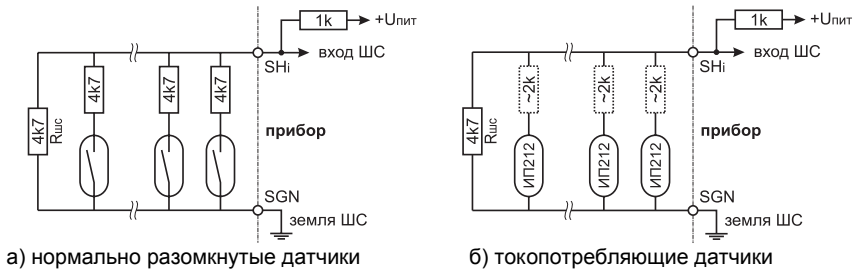 1k
+Uпит
вход ШС
SHi
4k7
4k7
4k7
4k7
Rшс
прибор
SGN
земля ШС
а) нормально разомкнутые датчики
1k
+Uпит
вход ШС
SHi
~2k
~2k
~2k
4k7
Rшс
ИП212
ИП212
ИП212
прибор
SGN
земля ШС
б) токопотребляющие датчики